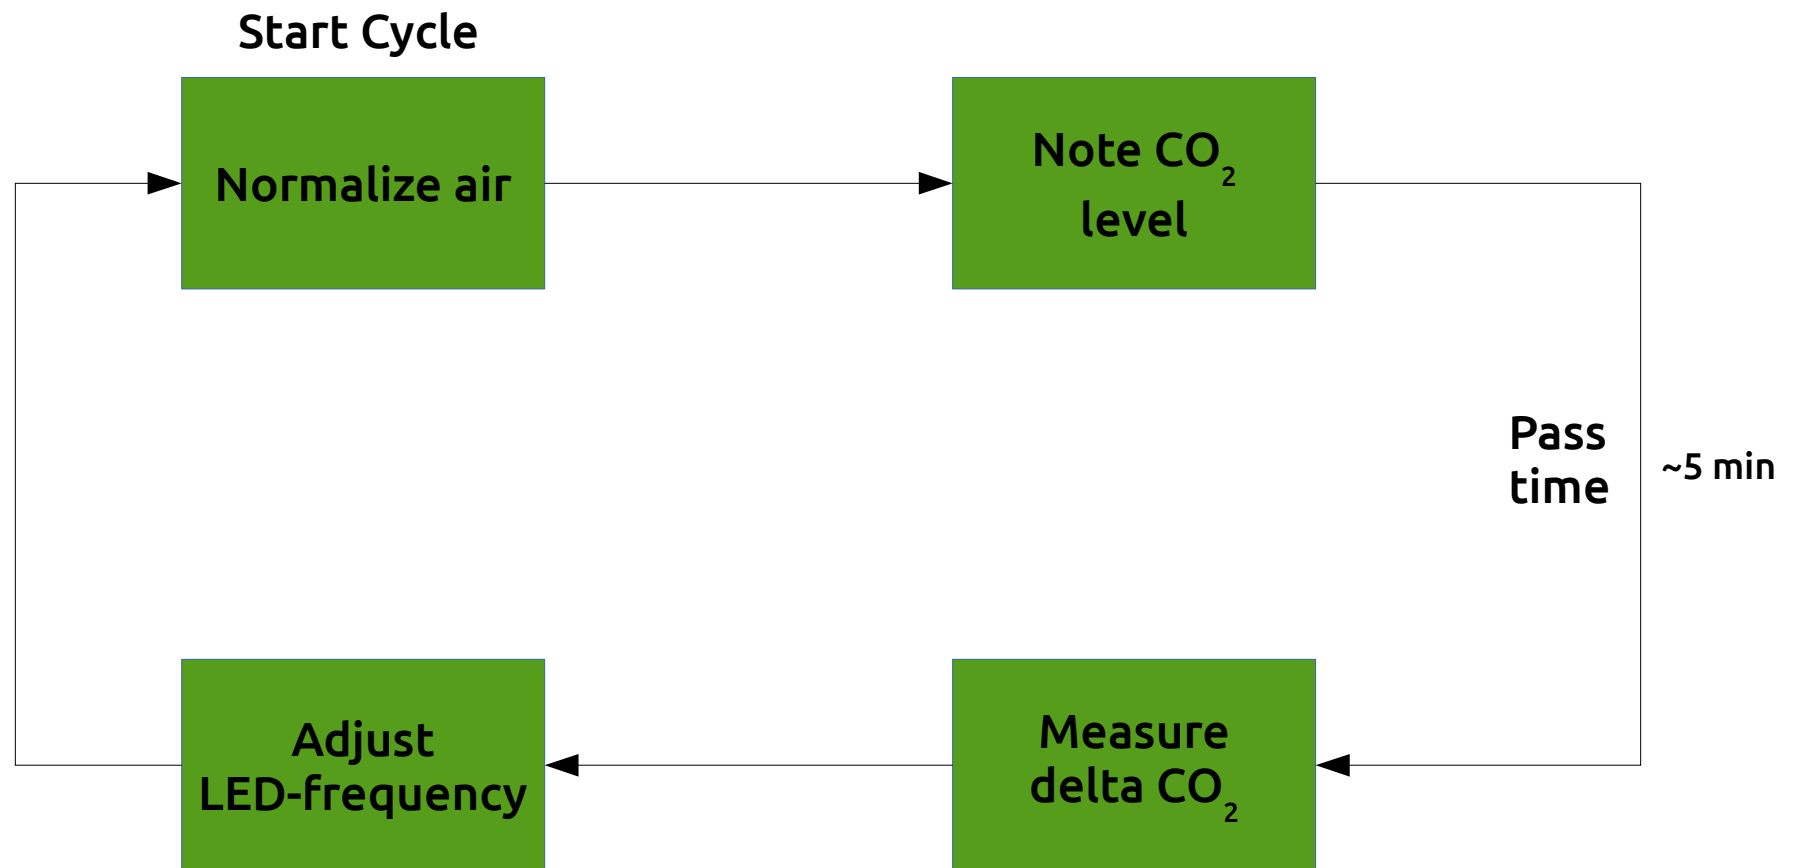 Start Cycle
Normalize air
Note CO₂
level
Pass
time
~5 min
Measure
delta CO₂
Adjust
LED-frequency